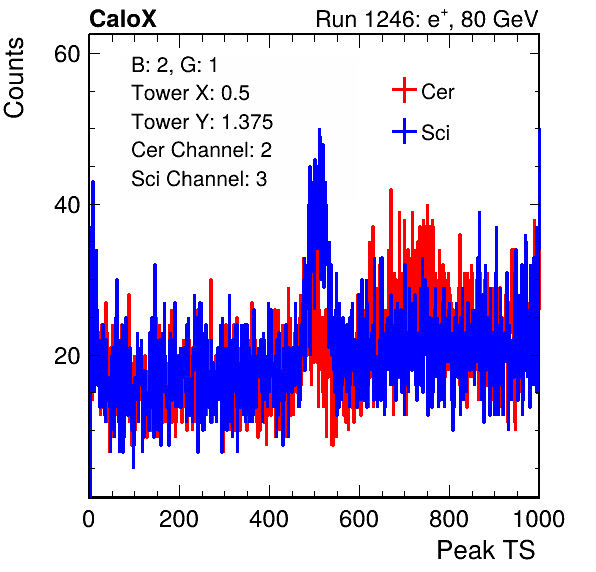 CaloX
Run 1246: e+, 80 GeV
Counts
60
40
20
B: 2, G: 1
Tower X: 0.5
Tower Y: 1.375
Cer Channel: 2
Sci Channel: 3
Cer
Sci
0 200 400 600 800 1000
Peak TS